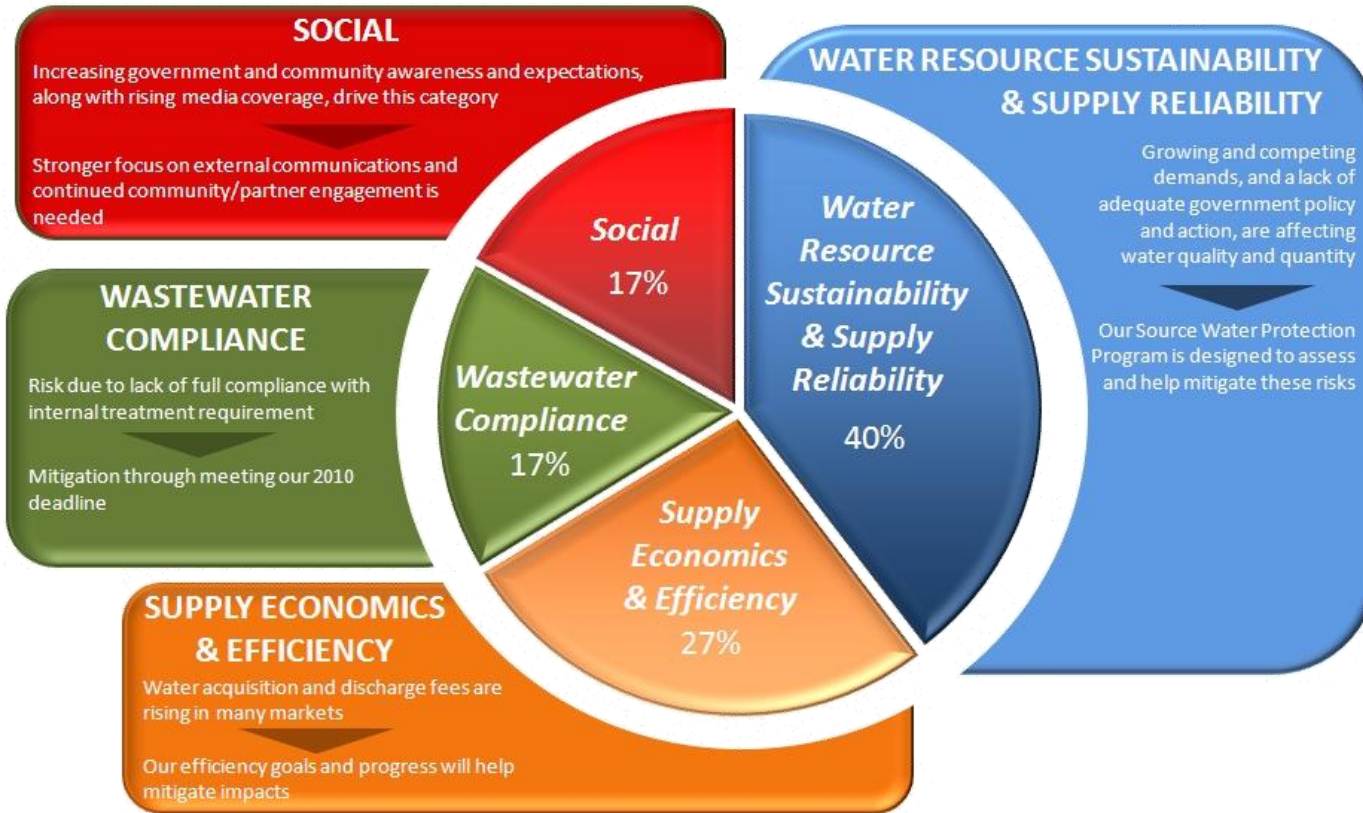 SOCIAL
Increasing government and community awareness and expectations,
along with rising media coverage, drive this category
Stronger focus on external communications and
continued community/partner engagement is
needed
WASTEWATER
COMPLIANCE
Risk due to lack of full compliance with
internal treatment requirement
Mitigation through meeting our 2010
deadline
SUPPLY ECONOMICS
& EFFICIENCY
Water acquisition and discharge fees are
rising in many markets
Our efficiency goals and progress will help
mitigate impacts
Social
17%
Wastewater
Compliance
17%
Supply
Economics
& Efficiency
27%
Water
Resource
Sustainability
& Supply
Reliability
40%
WATER RESOURCE SUSTAINABILITY
& SUPPLY RELIABILITY
Growing and competing
demands, and a lack of
adequate government policy
and action, are affecting
water quality and quantity
Our Source Water Protection
Program is designed to assess
and help mitigate these risks